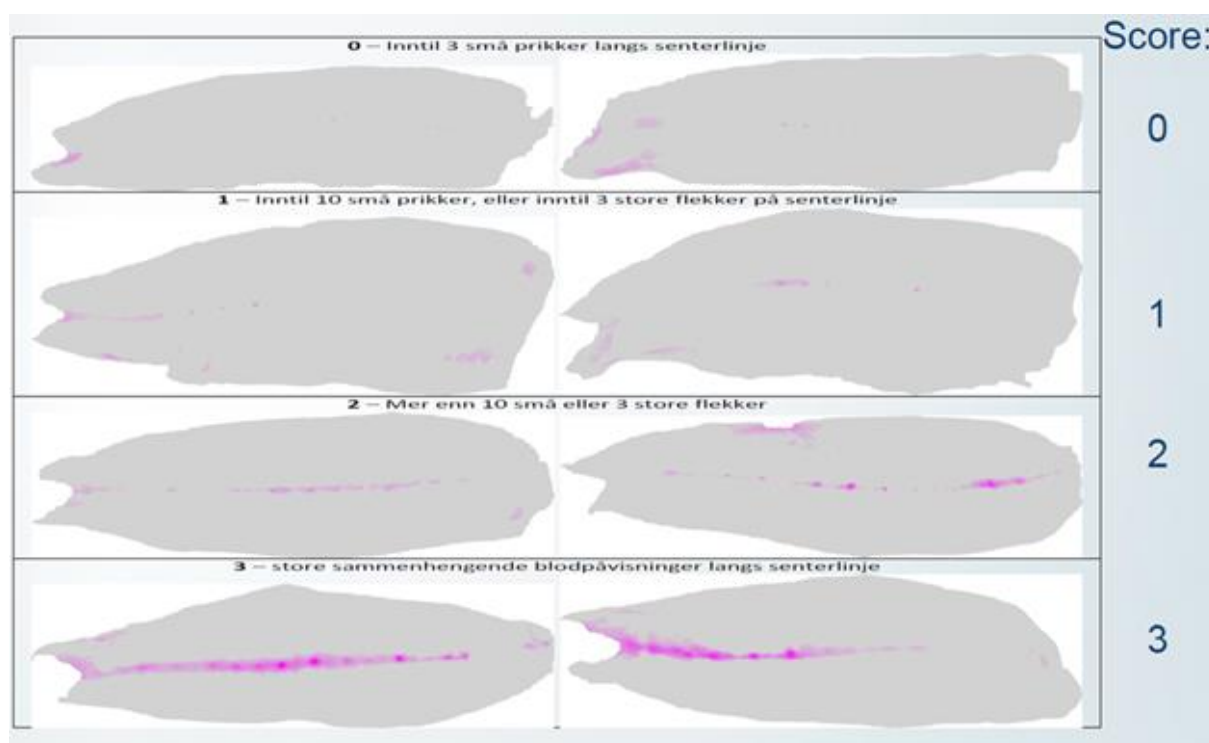 Score:
0 – Inntil 3 små prikker langs senterlinje
0
1 – Inntil 10 små prikker, eller inntil 3 store flekker på senterlinje
1
2 – Mer enn 10 små eller 3 store flekker
2
3 – store sammenhengende blodpåvisninger langs senterlinje
3